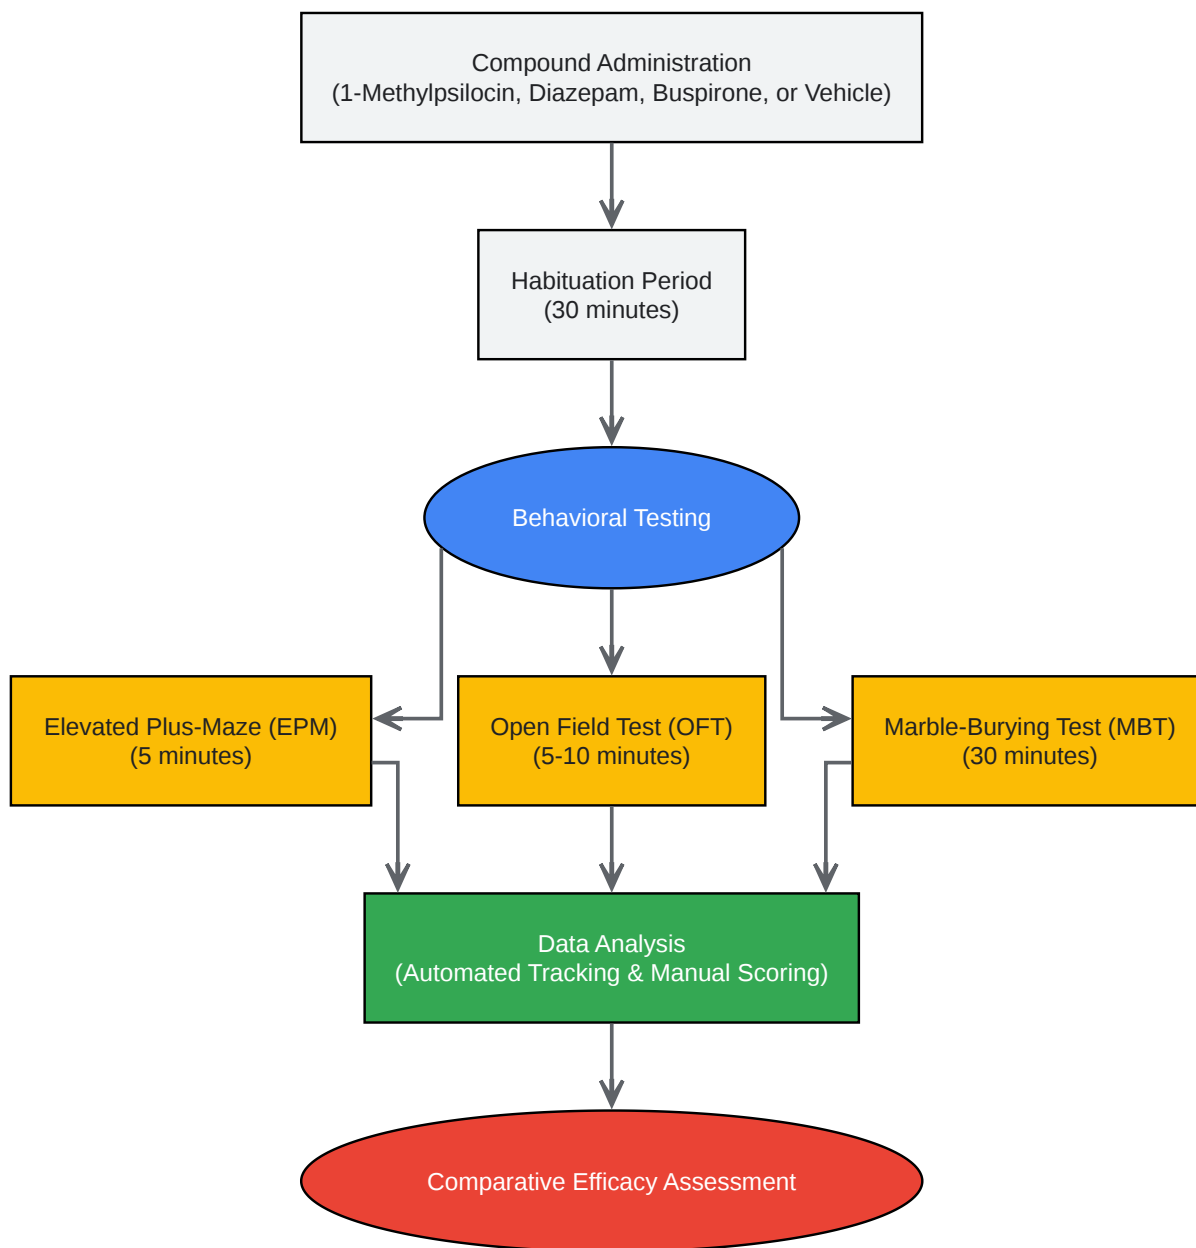 Compound Administration
(1-Methylpsilocin, Diazepam, Buspirone, or Vehicle)
Habituation Period
(30 minutes)
Behavioral Testing
Elevated Plus-Maze (EPM)
(5 minutes)
Open Field Test (OFT)
(5-10 minutes)
Marble-Burying Test (MBT)
(30 minutes)
Data Analysis
(Automated Tracking & Manual Scoring)
Comparative Efficacy Assessment